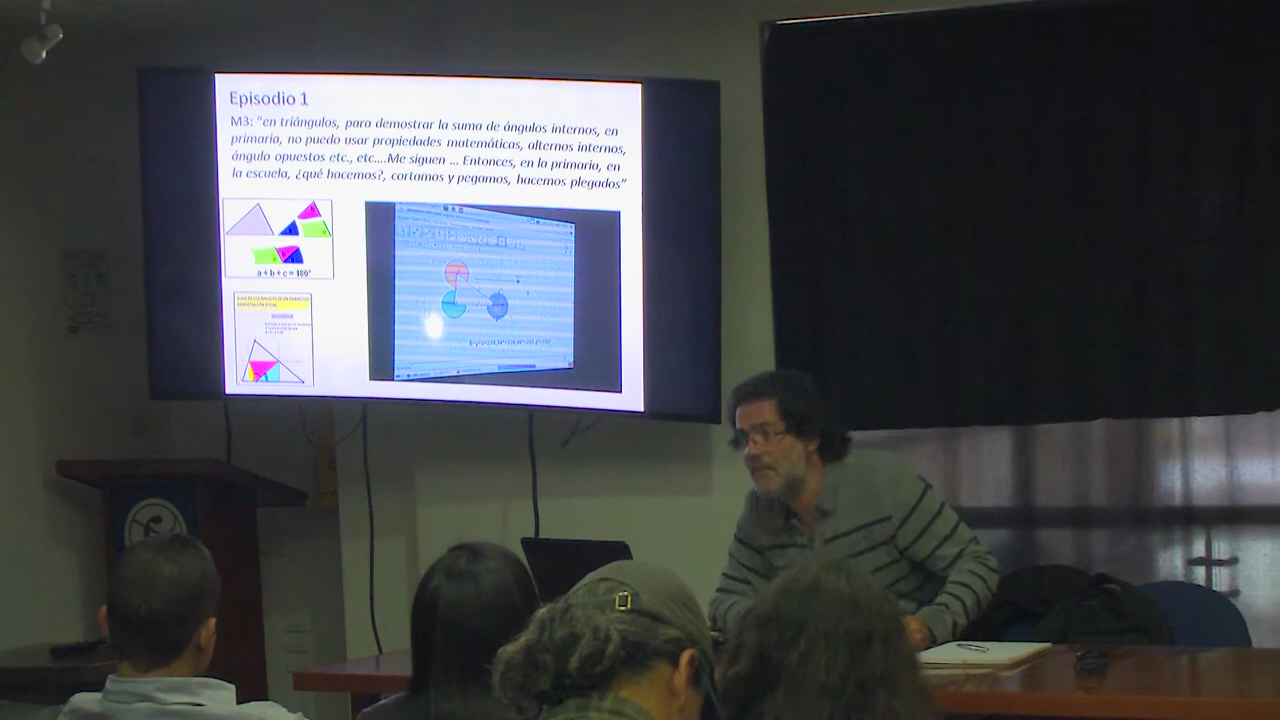 Episodio 1
M3: "en triángulos, para demostrar la suma de ángulos internos, en
primaria, no puedo usar propiedades matemáticas, alternos internos,
ángulo opuestos etc., etc....Me siguen ... Entonces, en la primaria, en
la escuela, ¿qué hacemos?, cortamos y pegamos, hacemos plegados"
a + b + c = 180°